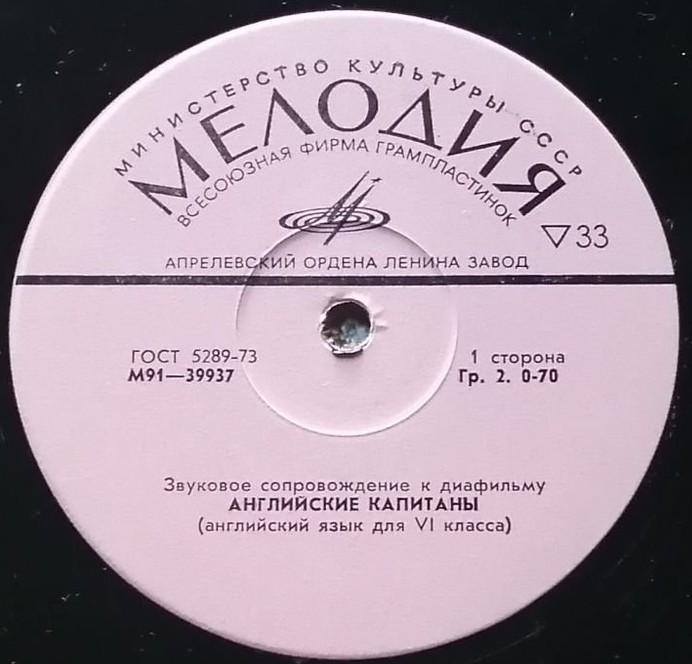 МИНИСТЕРСТВО КУЛЬТУРЫ СССР
МЕЛОДИЯ
ВСЕСОЮЗНАЯ ФИРМА ГРАМПЛАСТИНОК
▽33
АПРЕЛЕВСКИЙ ОРДЕНА ЛЕНИНА ЗАВОД
ГОСТ 5289-73 1 сторона
М91—39937 Гр. 2. 0-70
Звуковое сопровождение к диафильму
АНГЛИЙСКИЕ КАПИТАНЫ
(английский язык для VI класса)